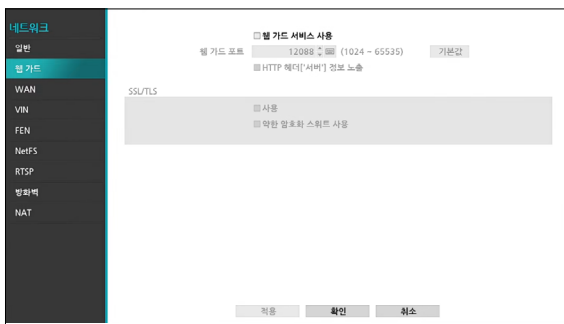 네트워크
일반
웹 가드
WAN
VIN
FEN
NetFS
RTSP
방화벽
NAT
웹 가드 서비스 사용
웹 가드 포트 12088 (1024 ~ 65535) 기본값
HTTP 헤더['서버'] 정보 노출
SSL/TLS
사용
약한 암호화 스위트 사용
적용 확인 취소